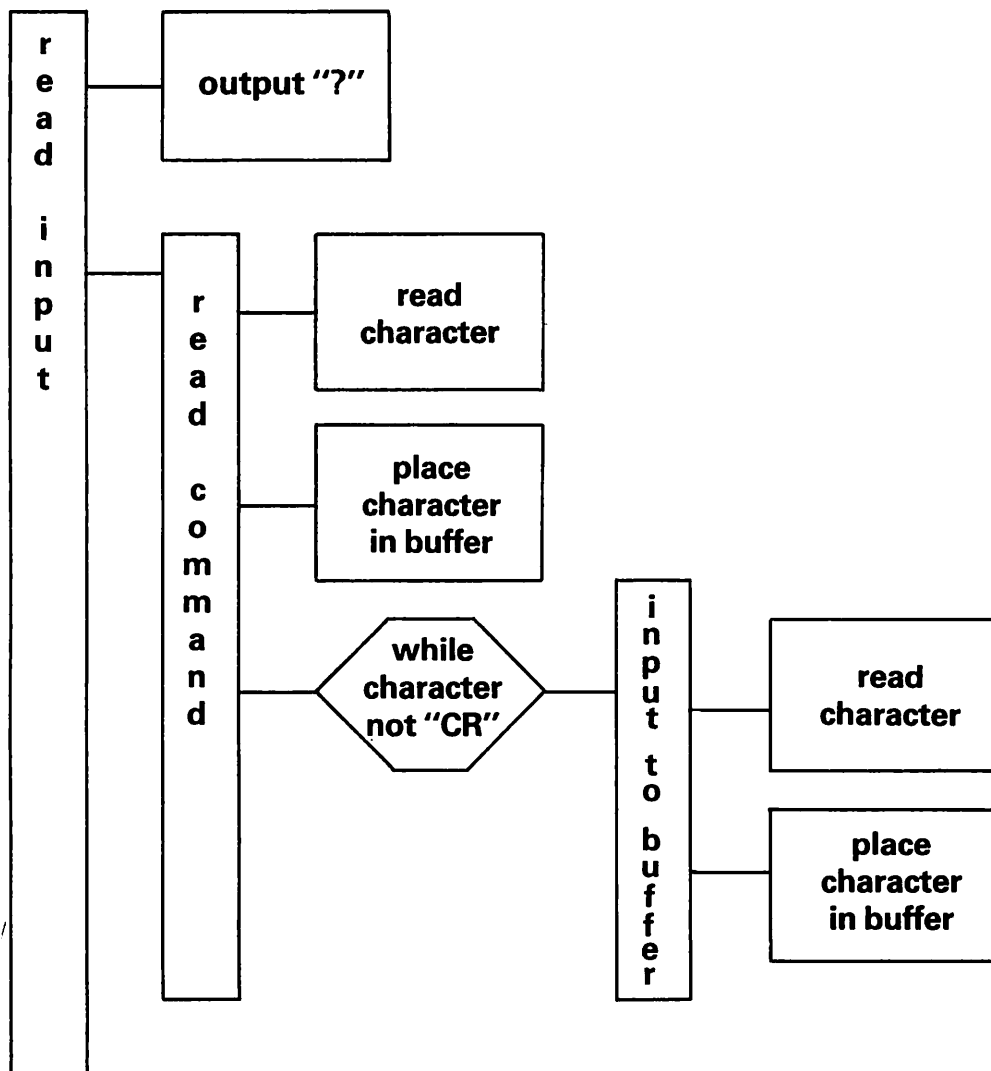 read input
output "?"
read command
read
character
place
character
in buffer
while
character
not "CR"
input to buffer
read
character
place
character
in buffer